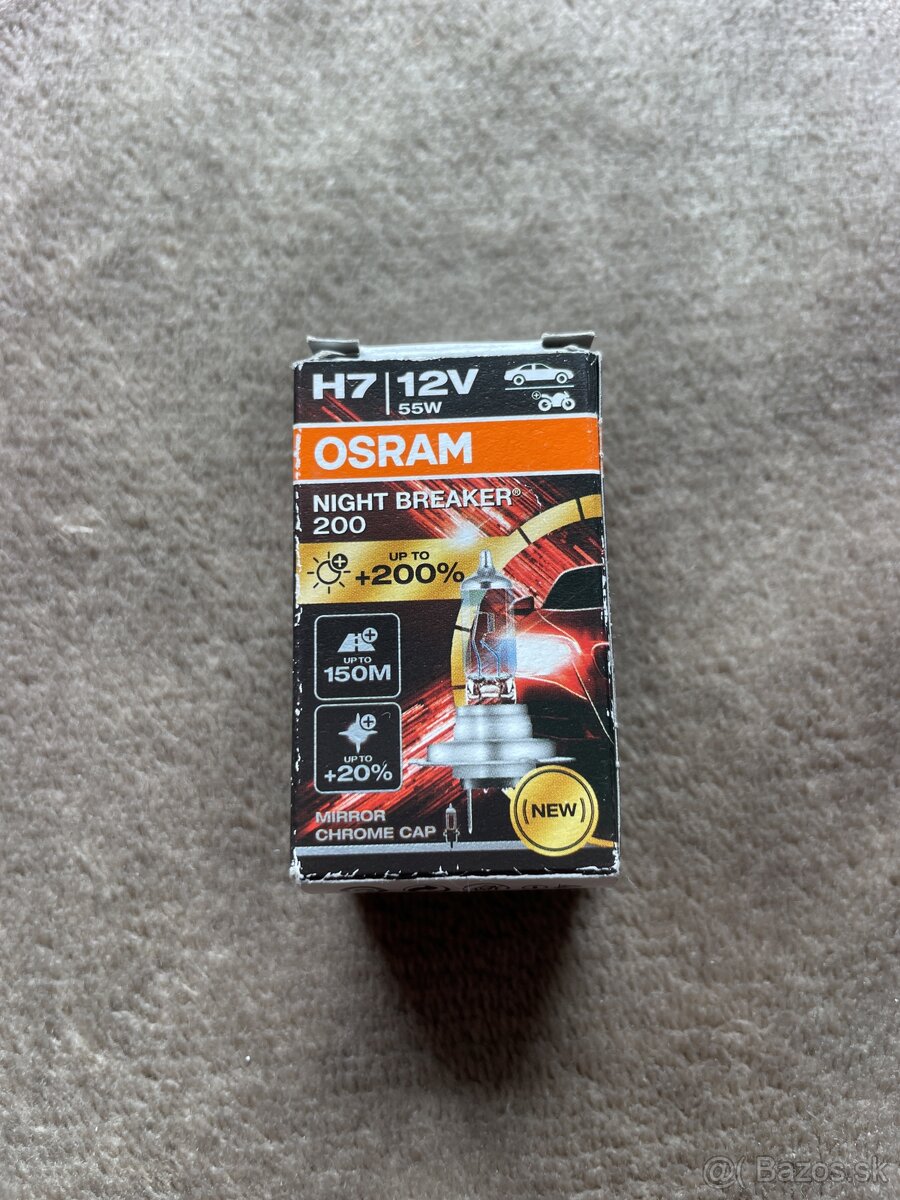 H7 12V
55W
OSRAM
NIGHT BREAKER®
200
UP TO
+200%
UP TO
150M
UP TO
+20%
MIRROR
CHROME CAP
(NEW)
@( Bazos.sk